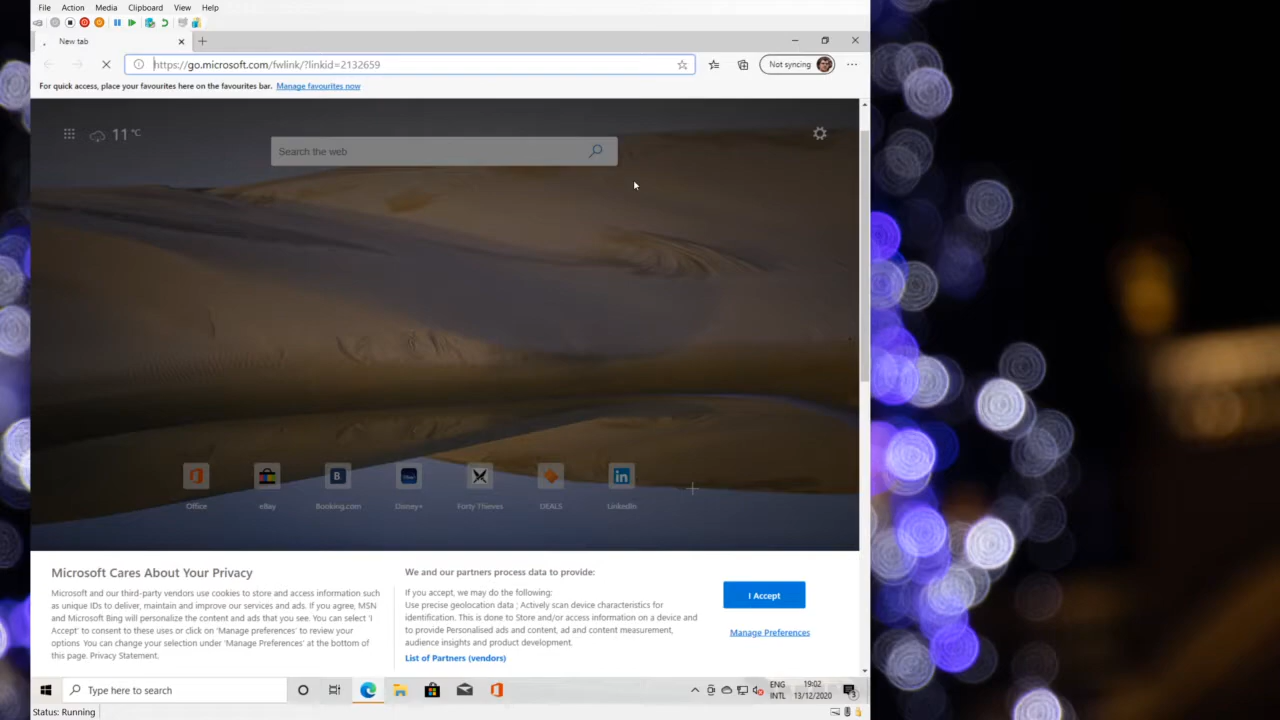 File Action Media Clipboard View Help
New tab
https://go.microsoft.com/fwlink/?linkid=2132659
Not syncing
For quick access, place your favourites here on the favourites bar. Manage favourites now
11 °C
Search the web
Office eBay Booking.com Disney+ Forty Thieves DEALS LinkedIn
Microsoft Cares About Your Privacy
Microsoft and our third-party vendors use cookies to store and access information such
as unique IDs to deliver, maintain and improve our services and ads. If you agree, MSN
and Microsoft Bing will personalize the content and ads that you see. You can select 'I
Accept' to consent to these uses or click on 'Manage preferences' to review your
options. You can change your selection under 'Manage Preferences' at the bottom of
this page. Privacy Statement.
We and our partners process data to provide:
If you accept, we may do the following:
Use precise geolocation data ; Actively scan device characteristics for
identification. This is done to Store and/or access information on a device and
to provide Personalised ads and content, ad and content measurement,
audience insights and product development.
List of Partners (vendors)
I Accept
Manage Preferences
Type here to search
ENG
INTL
19:02
13/12/2020
3
Status: Running